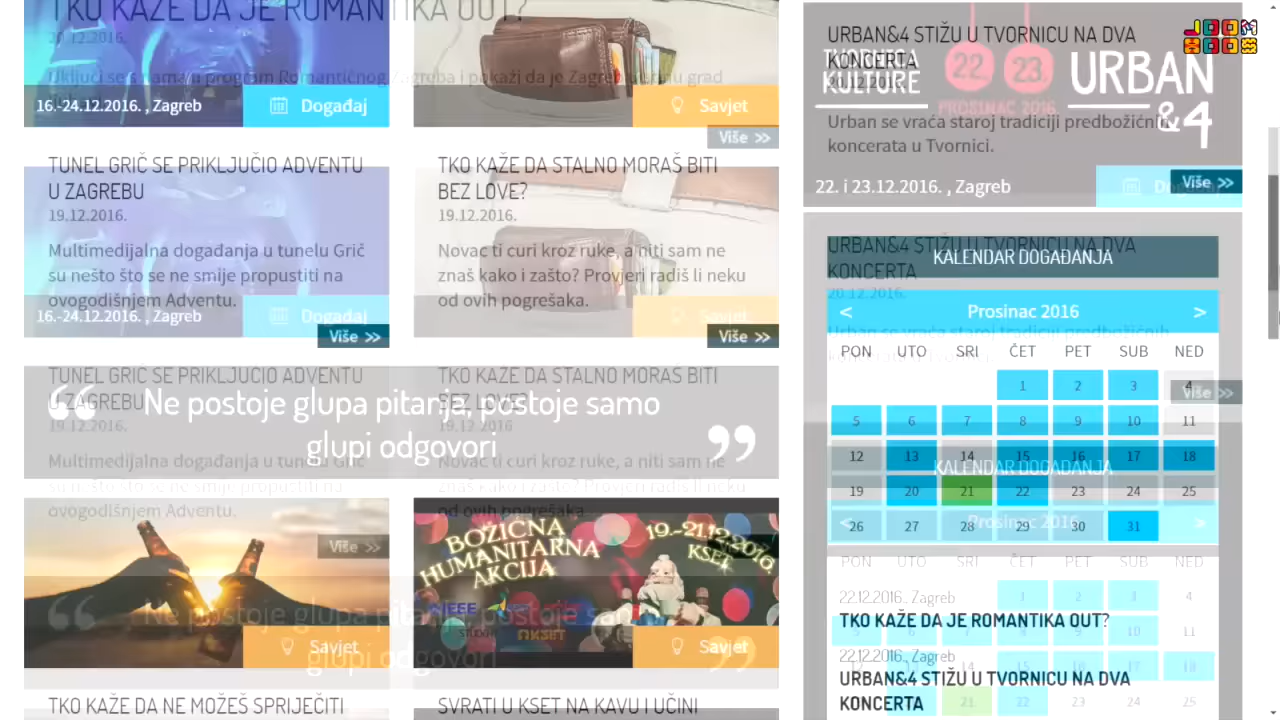 TKO KAŽE DA JE ROMANTIKA OUT?
20.12.2016.
16.-24.12.2016. , Zagreb
Događaj
Savjet
Više >>
TUNEL GRIČ SE PRIKLJUČIO ADVENTU
U ZAGREBU
19.12.2016.
Multimedijalna događanja u tunelu Grič
su nešto što se ne smije propustiti na
ovogodišnjem Adventu.
Više >>
TKO KAŽE DA STALNO MORAŠ BITI
BEZ LOVE?
19.12.2016.
Novac ti curi kroz ruke, a niti sam ne
znaš kako i zašto? Provjeri radiš li neku
od ovih pogrešaka.
Više >>
“ Ne postoje glupa pitanja, postoje samo
glupi odgovori ”
Savjet
BOŽIĆNA
HUMANITARNA
AKCIJA
19.-21.12.2016.
KSET
Savjet
TKO KAŽE DA NE MOŽEŠ SPRIJEČITI
SVRATI U KSET NA KAVU I UČINI
JOOM
BOOS
TVORNICA
KULTURE
22 23.
PROSINAC 2016.
URBAN
&4
URBAN&4 STIŽU U TVORNICU NA DVA
KONCERTA
20.12.2016.
Urban se vraća staroj tradiciji predbožićnih
koncerata u Tvornici.
22. i 23.12.2016. , Zagreb
Više >>
KALENDAR DOGAĐANJA
< Prosinac 2016 >
PON UTO SRI ČET PET SUB NED
1 2 3 4
5 6 7 8 9 10 11
12 13 14 15 16 17 18
19 20 21 22 23 24 25
26 27 28 29 30 31
22.12.2016., Zagreb
TKO KAŽE DA JE ROMANTIKA OUT?
22.12.2016., Zagreb
URBAN&4 STIŽU U TVORNICU NA DVA
KONCERTA